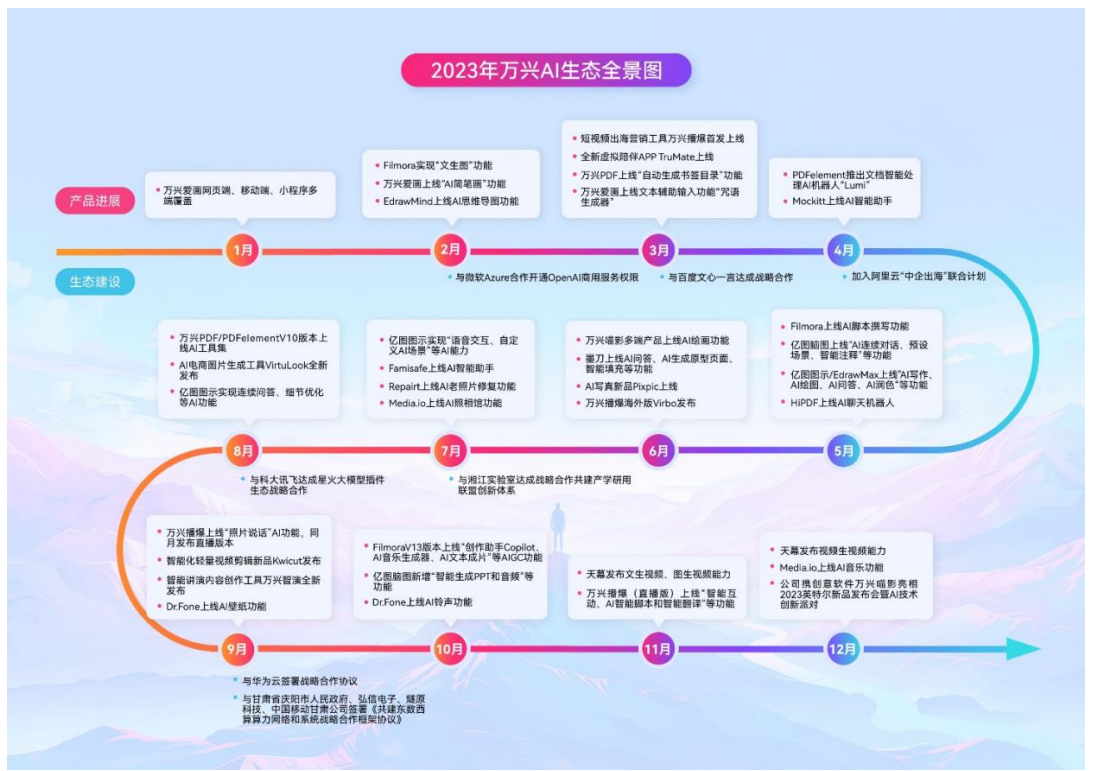 2023年万兴AI生态全景图
产品进展
生态建设
• 万兴爱画网页端、移动端、小程序多
端覆盖
1月
• Filmora实现“文生图”功能
• 万兴爱画上线“AI简笔画”功能
• EdrawMind上线AI思维导图功能
2月
• 与微软Azure合作开通OpenAI商用服务权限
• 短视频出海营销工具万兴播爆首发上线
• 全新虚拟陪伴APP TruMate上线
• 万兴PDF上线“自动生成书签目录”功能
• 万兴爱画上线文本辅助输入功能“咒语
生成器”
3月
• 与百度文心一言达成战略合作
• PDFelement推出文档智能处
理AI机器人“Lumi”
• Mockitt上线AI智能助手
4月
• 加入阿里云“中企出海”联合计划
• Filmora上线AI脚本撰写功能
• 亿图脑图上线“AI连续对话、预设
场景、智能注释”等功能
• 亿图图示/EdrawMax上线“AI写作、
AI绘图、AI问答、AI润色”等功能
• HiPDF上线AI聊天机器人
5月
• 万兴喵影多端产品上线AI绘画功能
• 墨刀上线AI问答、AI生成原型页面、
智能填充等功能
• AI写真新品Pixpic上线
• 万兴播爆海外版Virbo发布
6月
• 亿图图示实现“语音交互、自定
义AI场景”等AI能力
• Famisafe上线AI智能助手
• Repairt上线AI老照片修复功能
• Media.io上线AI照相馆功能
7月
• 与湘江实验室达成战略合作共建产学研用
联盟创新体系
• 万兴PDF/PDFelementV10版本上
线AI工具集
• AI电商图片生成工具VirtuLook全新
发布
• 亿图图示实现连续问答、细节优化
等AI功能
8月
• 与科大讯飞达成星火大模型插件
生态战略合作
• 万兴播爆上线“照片说话”AI功能，同
月发布直播版本
• 智能化轻量视频剪辑新品Kwicut发布
• 智能讲演内容创作工具万兴智演全新
发布
• Dr.Fone上线AI壁纸功能
9月
• 与华为云签署战略合作协议
• 与甘肃省庆阳市人民政府、弘信电子、燧原
科技、中国移动甘肃公司签署《共建东数西
算算力网络和系统战略合作框架协议》
• FilmoraV13版本上线“创作助手Copilot、
AI音乐生成器、AI文本成片”等AIGC功能
• 亿图脑图新增“智能生成PPT和音频”等
功能
• Dr.Fone上线AI铃声功能
10月
• 天幕发布文生视频、图生视频能力
• 万兴播爆（直播版）上线“智能互
动、AI智能脚本和智能翻译”等功能
11月
• 天幕发布视频生视频能力
• Media.io上线AI音乐功能
• 公司携创意软件万兴喵影亮相
2023英特尔新品发布会暨AI技术
创新派对
12月